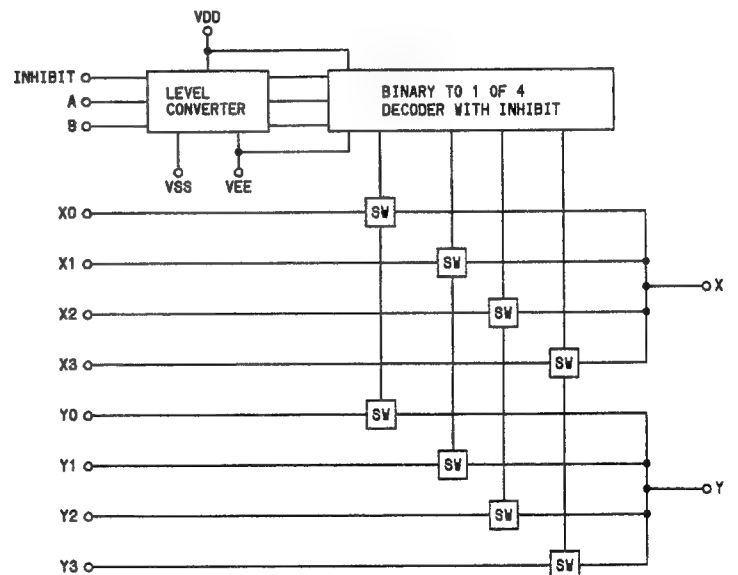 VDD
INHIBIT
A
B
LEVEL
CONVERTER
BINARY TO 1 OF 4
DECODER WITH INHIBIT
VSS
VEE
X0
SW
X1
SW
X
X2
SW
X3
SW
Y0
SW
Y1
SW
Y
Y2
SW
Y3
SW